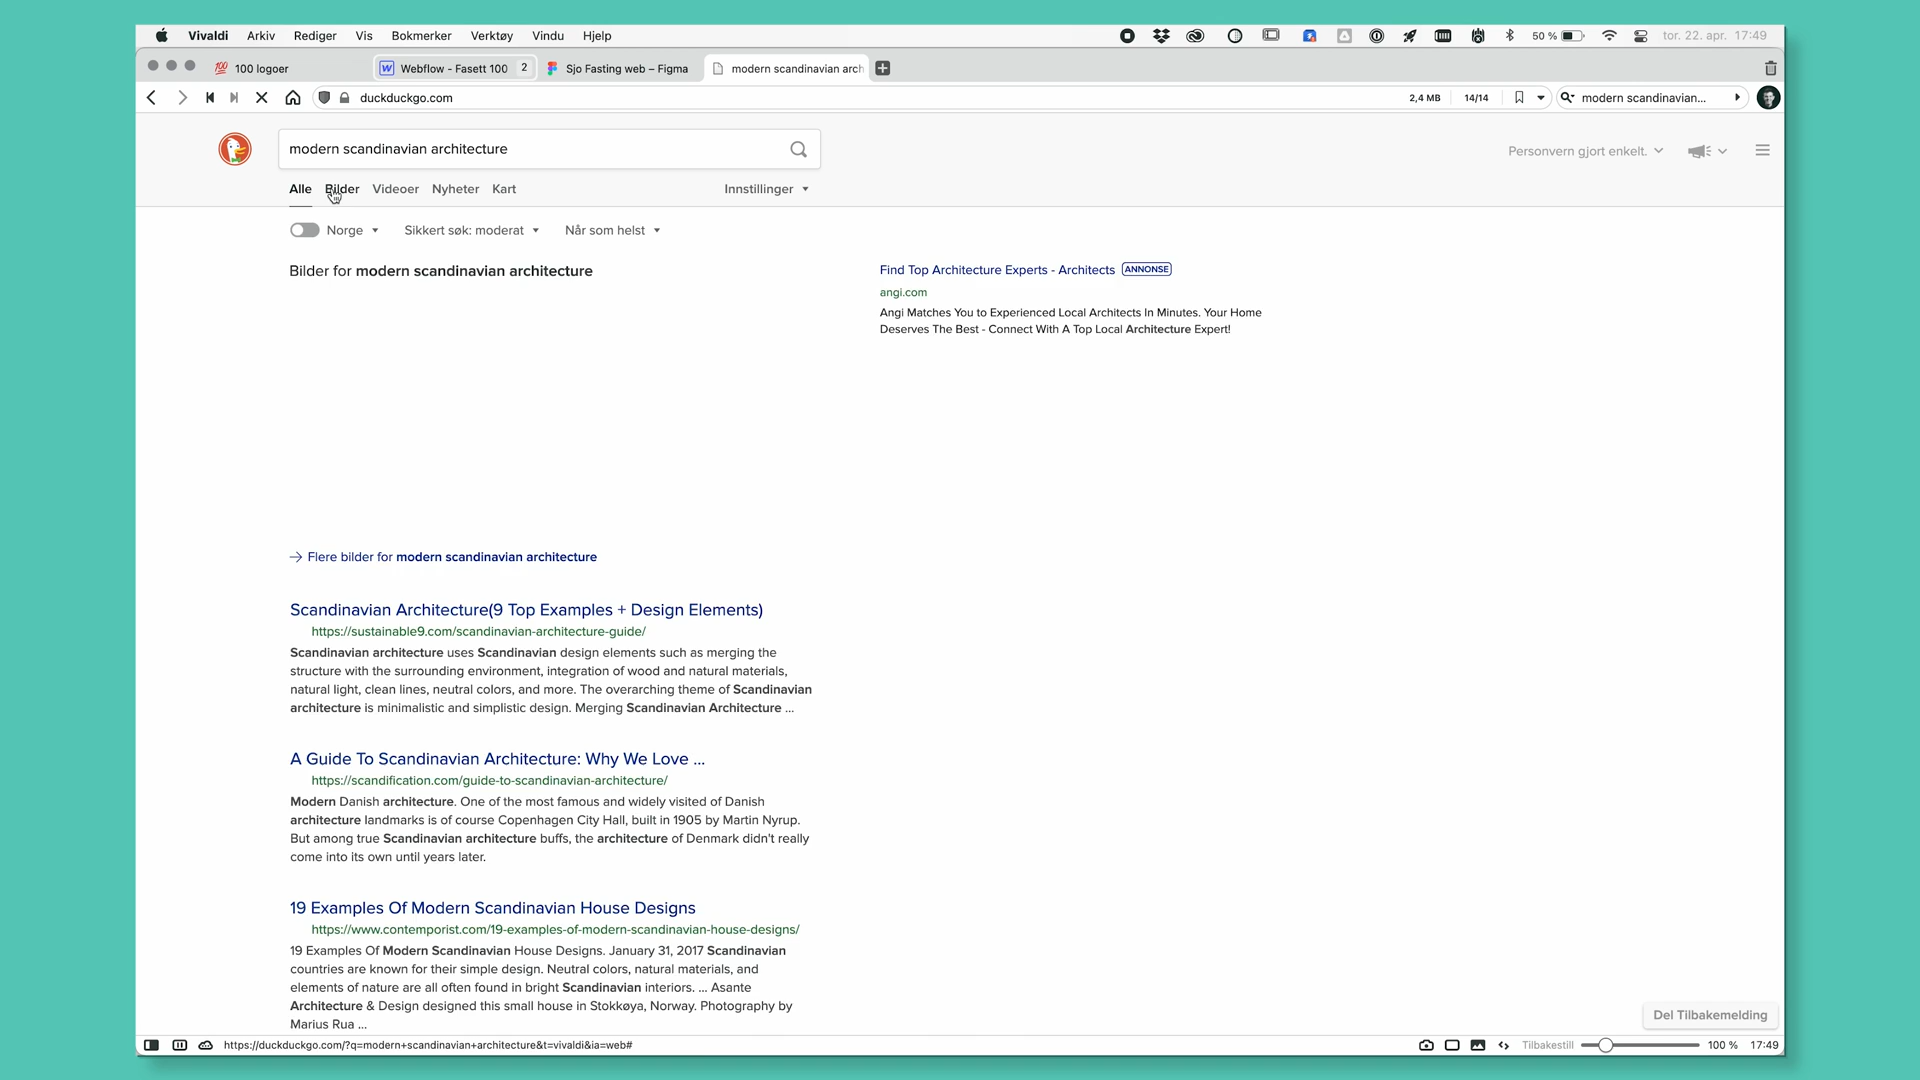 Vivaldi Arkiv Rediger Vis Bokmerker Verktøy Vindu Hjelp 50 % tor. 22. apr. 17:49
100 logoer Webflow - Fasett 100 2 Sjo Fasting web – Figma modern scandinavian arch
duckduckgo.com 2,4 MB 14/14 modern scandinavian...
modern scandinavian architecture Personvern gjort enkelt.
Alle Bilder Videoer Nyheter Kart Innstillinger
Norge Sikkert søk: moderat Når som helst
Bilder for modern scandinavian architecture
Find Top Architecture Experts - Architects ANNONSE
angi.com
Angi Matches You to Experienced Local Architects In Minutes. Your Home
Deserves The Best - Connect With A Top Local Architecture Expert!
Flere bilder for modern scandinavian architecture
Scandinavian Architecture(9 Top Examples + Design Elements)
https://sustainable9.com/scandinavian-architecture-guide/
Scandinavian architecture uses Scandinavian design elements such as merging the
structure with the surrounding environment, integration of wood and natural materials,
natural light, clean lines, neutral colors, and more. The overarching theme of Scandinavian
architecture is minimalistic and simplistic design. Merging Scandinavian Architecture ...
A Guide To Scandinavian Architecture: Why We Love ...
https://scandification.com/guide-to-scandinavian-architecture/
Modern Danish architecture. One of the most famous and widely visited of Danish
architecture landmarks is of course Copenhagen City Hall, built in 1905 by Martin Nyrup.
But among true Scandinavian architecture buffs, the architecture of Denmark didn't really
come into its own until years later.
19 Examples Of Modern Scandinavian House Designs
https://www.contemporist.com/19-examples-of-modern-scandinavian-house-designs/
19 Examples Of Modern Scandinavian House Designs. January 31, 2017 Scandinavian
countries are known for their simple design. Neutral colors, natural materials, and
elements of nature are all often found in bright Scandinavian interiors. ... Asante
Architecture & Design designed this small house in Stokkøya, Norway. Photography by
Marius Rua ...
Del Tilbakemelding
https://duckduckgo.com/?q=modern+scandinavian+architecture&t=vivaldi&ia=web# Tilbakestill 100 % 17:49